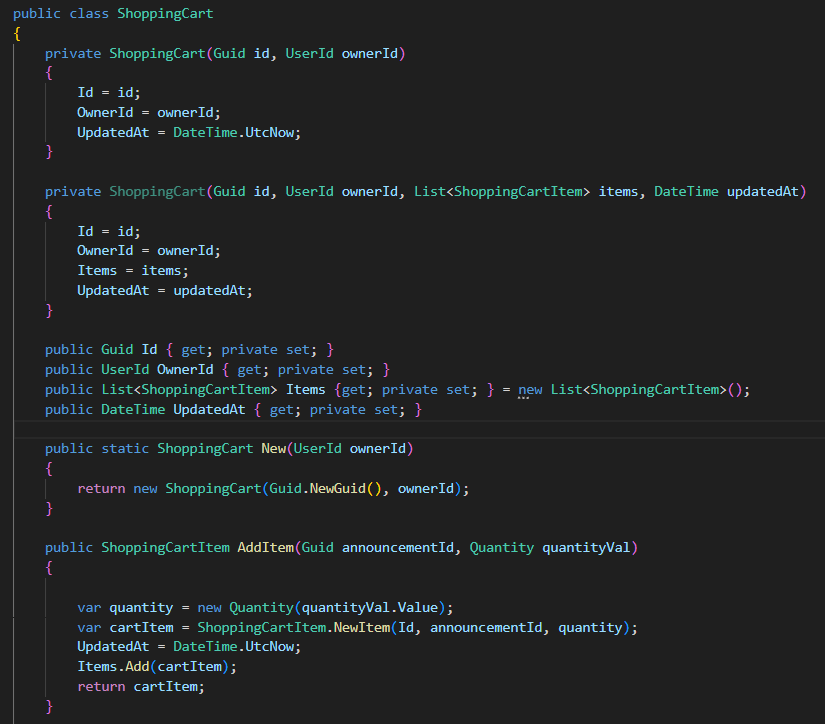 public class ShoppingCart
{
    private ShoppingCart(Guid id, UserId ownerId)
    {
        Id = id;
        OwnerId = ownerId;
        UpdatedAt = DateTime.UtcNow;
    }

    private ShoppingCart(Guid id, UserId ownerId, List<ShoppingCartItem> items, DateTime updatedAt)
    {
        Id = id;
        OwnerId = ownerId;
        Items = items;
        UpdatedAt = updatedAt;
    }

    public Guid Id { get; private set; }
    public UserId OwnerId { get; private set; }
    public List<ShoppingCartItem> Items {get; private set; } = new List<ShoppingCartItem>();
    public DateTime UpdatedAt { get; private set; }

    public static ShoppingCart New(UserId ownerId)
    {
        return new ShoppingCart(Guid.NewGuid(), ownerId);
    }

    public ShoppingCartItem AddItem(Guid announcementId, Quantity quantityVal)
    {

        var quantity = new Quantity(quantityVal.Value);
        var cartItem = ShoppingCartItem.NewItem(Id, announcementId, quantity);
        UpdatedAt = DateTime.UtcNow;
        Items.Add(cartItem);
        return cartItem;
    }